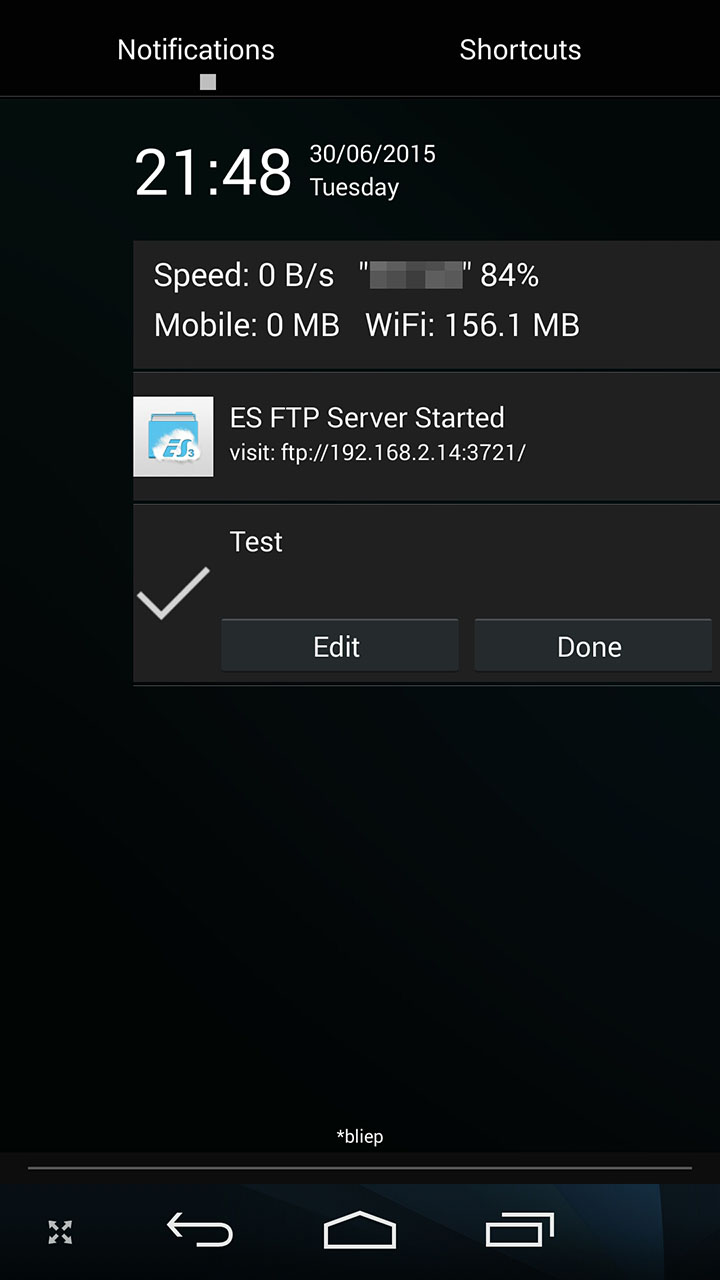 Notifications Shortcuts
21:48 30/06/2015
Tuesday
Speed: 0 B/s " " 84%
Mobile: 0 MB WiFi: 156.1 MB
ES FTP Server Started
visit: ftp://192.168.2.14:3721/
ES3
Test
Edit Done
*bliep